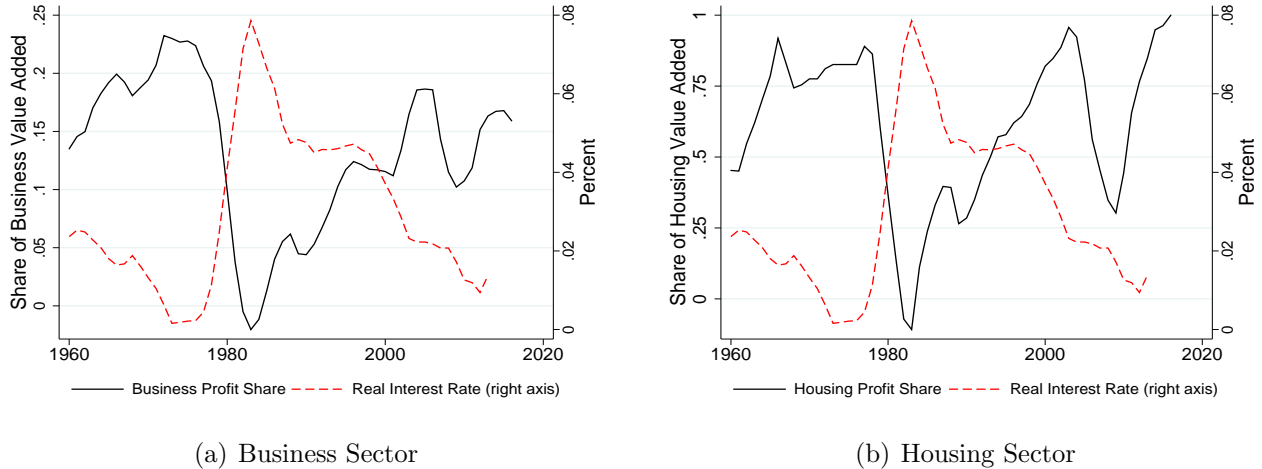 Share of Business Value Added
0 .05 .1 .15 .2 .25
0 .02 .04 .06 .08
Percent
1960 1980 2000 2020
Business Profit Share Real Interest Rate (right axis)
(a) Business Sector
Share of Housing Value Added
0 .25 .5 .75 1
0 .02 .04 .06 .08
Percent
1960 1980 2000 2020
Housing Profit Share Real Interest Rate (right axis)
(b) Housing Sector